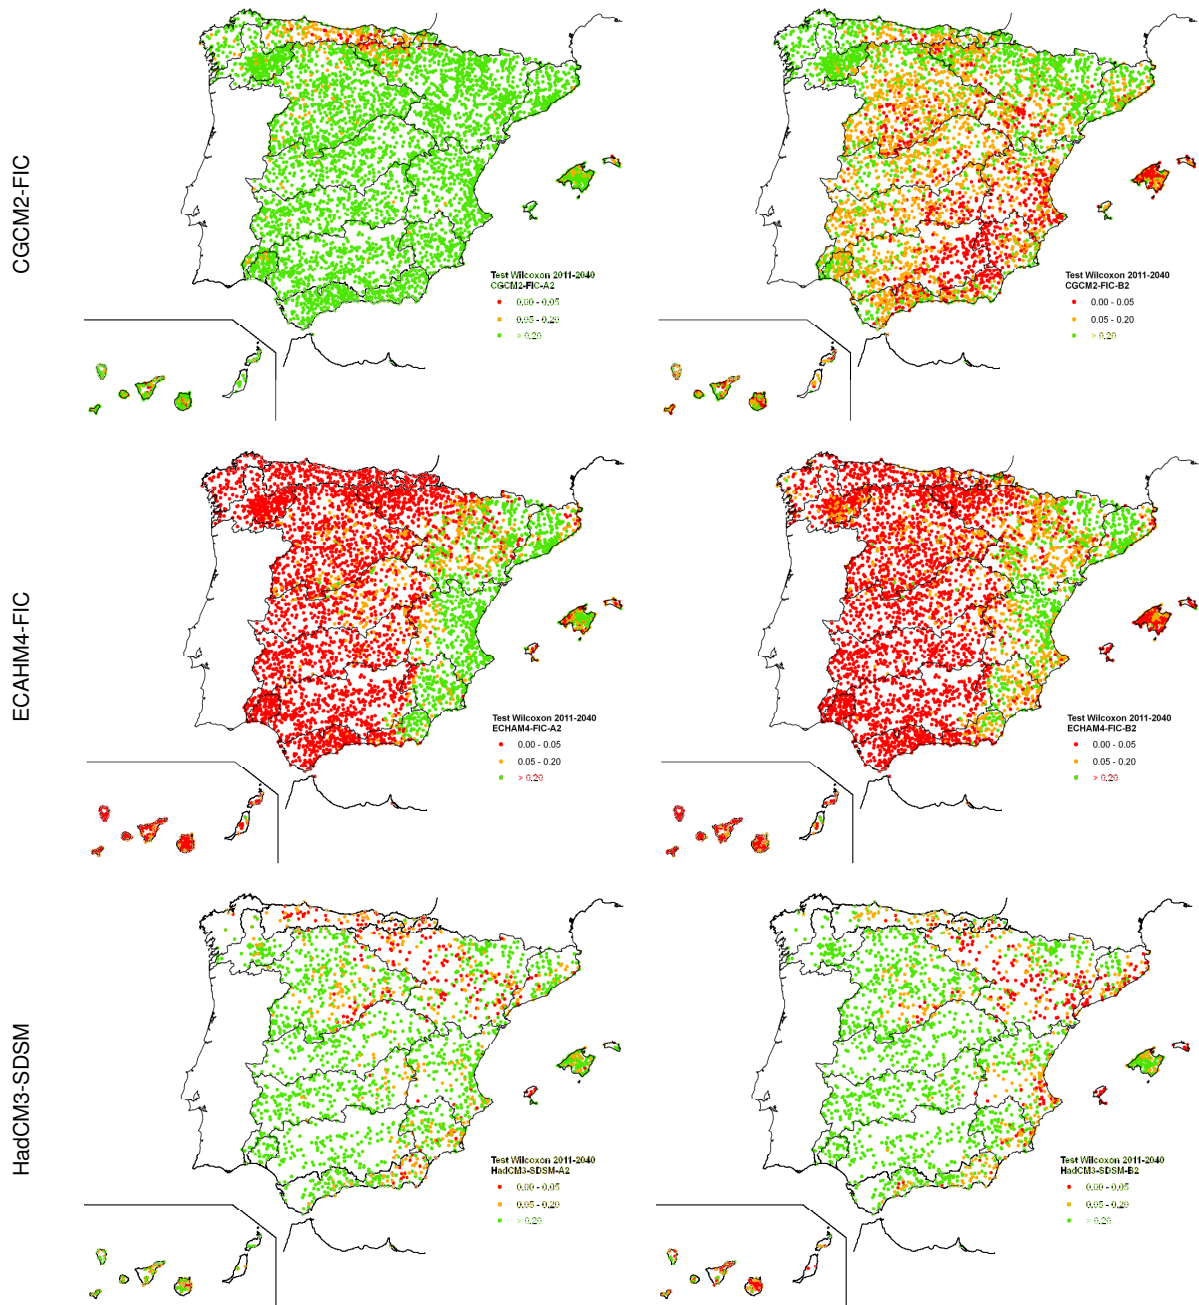 CGCM2-FIC
Test Wilcoxon 2011-2040
CGCM2-FIC-A2
0.00 - 0.05
0.05 - 0.20
> 0.20
Test Wilcoxon 2011-2040
CGCM2-FIC-B2
0.00 - 0.05
0.05 - 0.20
> 0.20
ECAHM4-FIC
Test Wilcoxon 2011-2040
ECHAM4-FIC-A2
0.00 - 0.05
0.05 - 0.20
> 0.20
Test Wilcoxon 2011-2040
ECHAM4-FIC-B2
0.00 - 0.05
0.05 - 0.20
> 0.20
HadCM3-SDSM
Test Wilcoxon 2011-2040
HadCM3-SDSM-A2
0.00 - 0.05
0.05 - 0.20
> 0.20
Test Wilcoxon 2011-2040
HadCM3-SDSM-B2
0.00 - 0.05
0.05 - 0.20
> 0.20